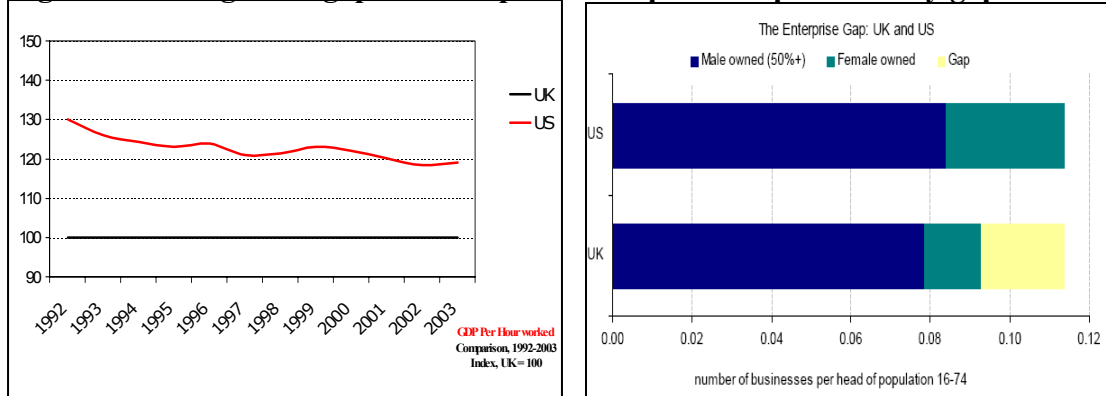 150
140
130
120
110
100
90
UK
US
1992
1993
1994
1995
1996
1997
1998
1999
2000
2001
2002
2003
GDP Per Hour worked
Comparison, 1992-2003
Index, UK = 100
The Enterprise Gap: UK and US
Male owned (50%+) Female owned Gap
US
UK
0.00 0.02 0.04 0.06 0.08 0.10 0.12
number of businesses per head of population 16-74